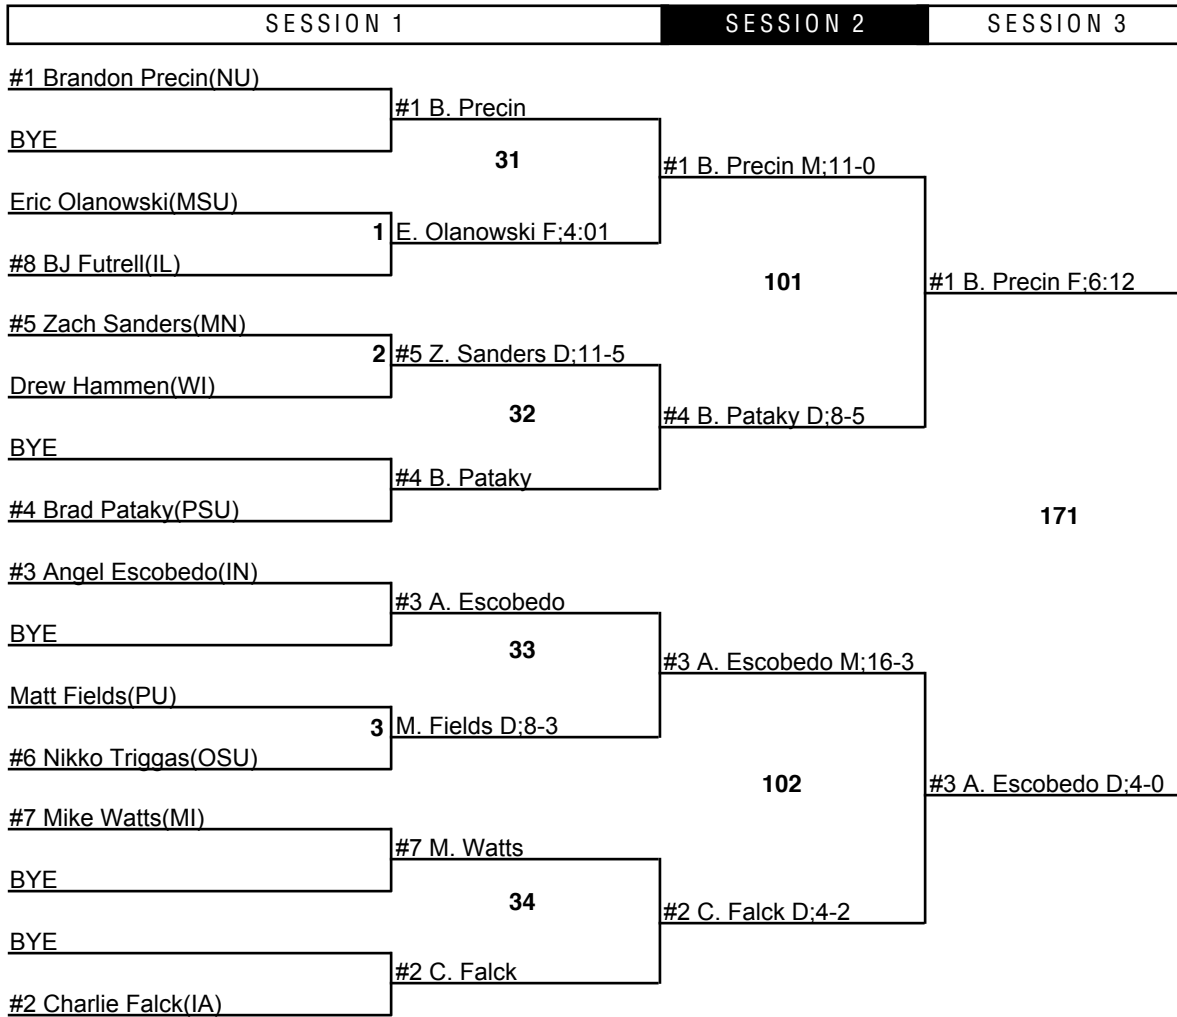 SESSION 1
SESSION 2
SESSION 3
#1 Brandon Precin(NU)
BYE
Eric Olanowski(MSU)
#8 BJ Futrell(IL)
#5 Zach Sanders(MN)
Drew Hammen(WI)
BYE
#4 Brad Pataky(PSU)
#3 Angel Escobedo(IN)
BYE
Matt Fields(PU)
#6 Nikko Triggas(OSU)
#7 Mike Watts(MI)
BYE
BYE
#2 Charlie Falck(IA)
#1 B. Precin
31
1 E. Olanowski F;4:01
2 #5 Z. Sanders D;11-5
32
#4 B. Pataky
#3 A. Escobedo
33
3 M. Fields D;8-3
#7 M. Watts
34
#2 C. Falck
#1 B. Precin M;11-0
101
#4 B. Pataky D;8-5
#3 A. Escobedo M;16-3
102
#2 C. Falck D;4-2
#1 B. Precin F;6:12
171
#3 A. Escobedo D;4-0